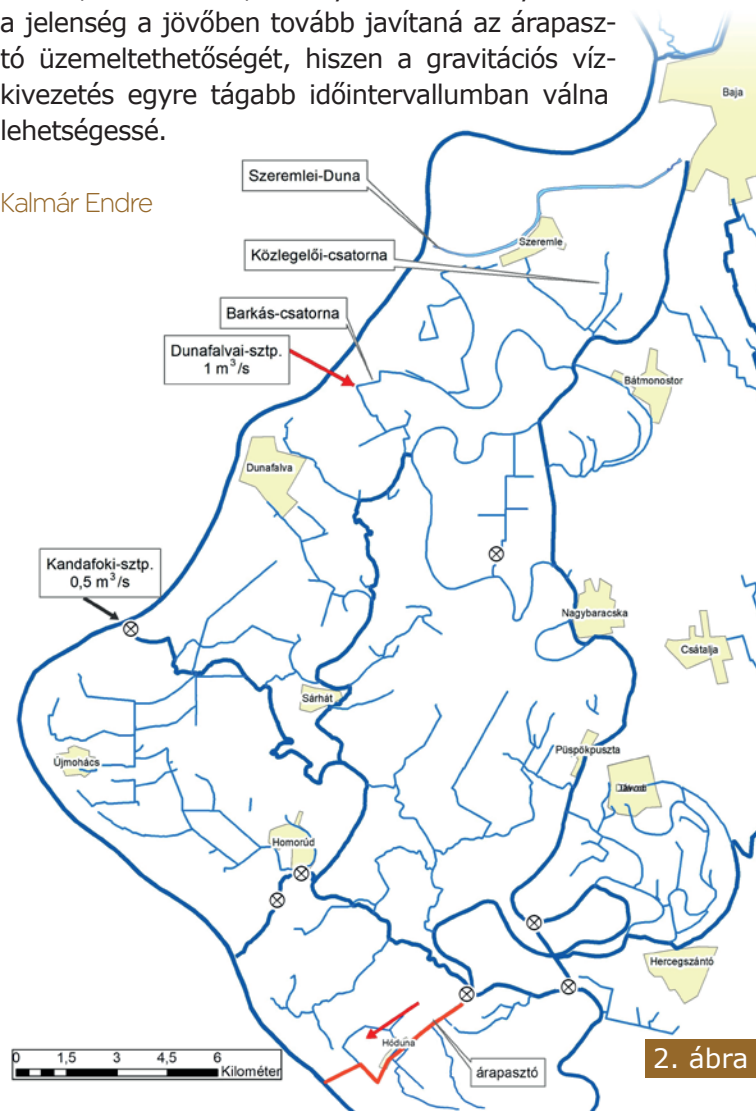 a jelenség a jövőben tovább javítaná az árapasz-
tó üzemeltethetőségét, hiszen a gravitációs víz-
kivezetés egyre tágabb időintervallumban válna
lehetségessé.
Kalmár Endre
Baja
Szeremlei-Duna
Szeremle
Közlegelői-csatorna
Barkás-csatorna
Dunafalvai-sztp.
1 m³/s
Bátmonostor
Dunafalva
Kandafoki-sztp.
0,5 m³/s
Nagybaracska
Csátalja
Sárhát
Püspökpuszta
Újmohács
Homorúd
Hercegszántó
Hóduna
árapasztó
0 1,5 3 4,5 6
Kilométer
2. ábra